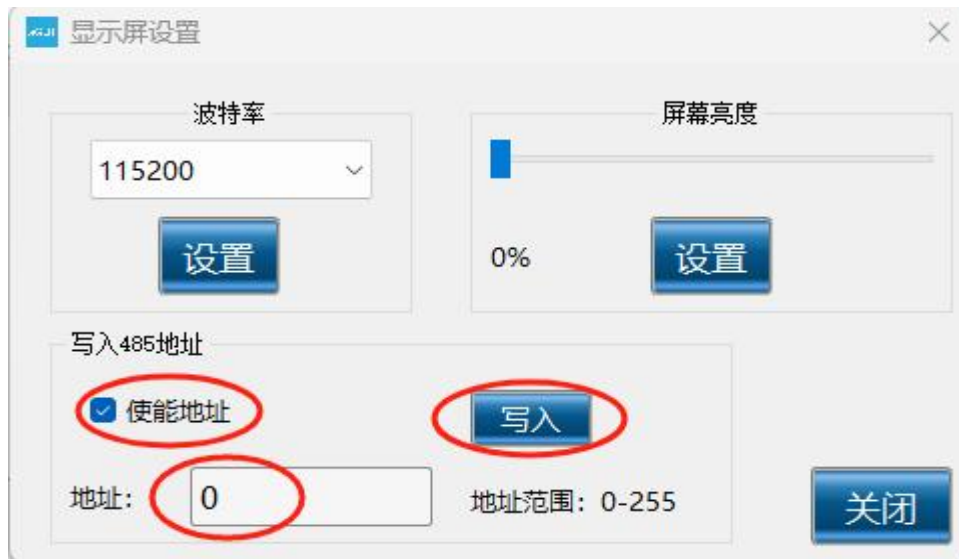 显示屏设置
波特率
115200
设置
屏幕亮度
0%
设置
写入485地址
使能地址
写入
地址: 0
地址范围: 0-255
关闭